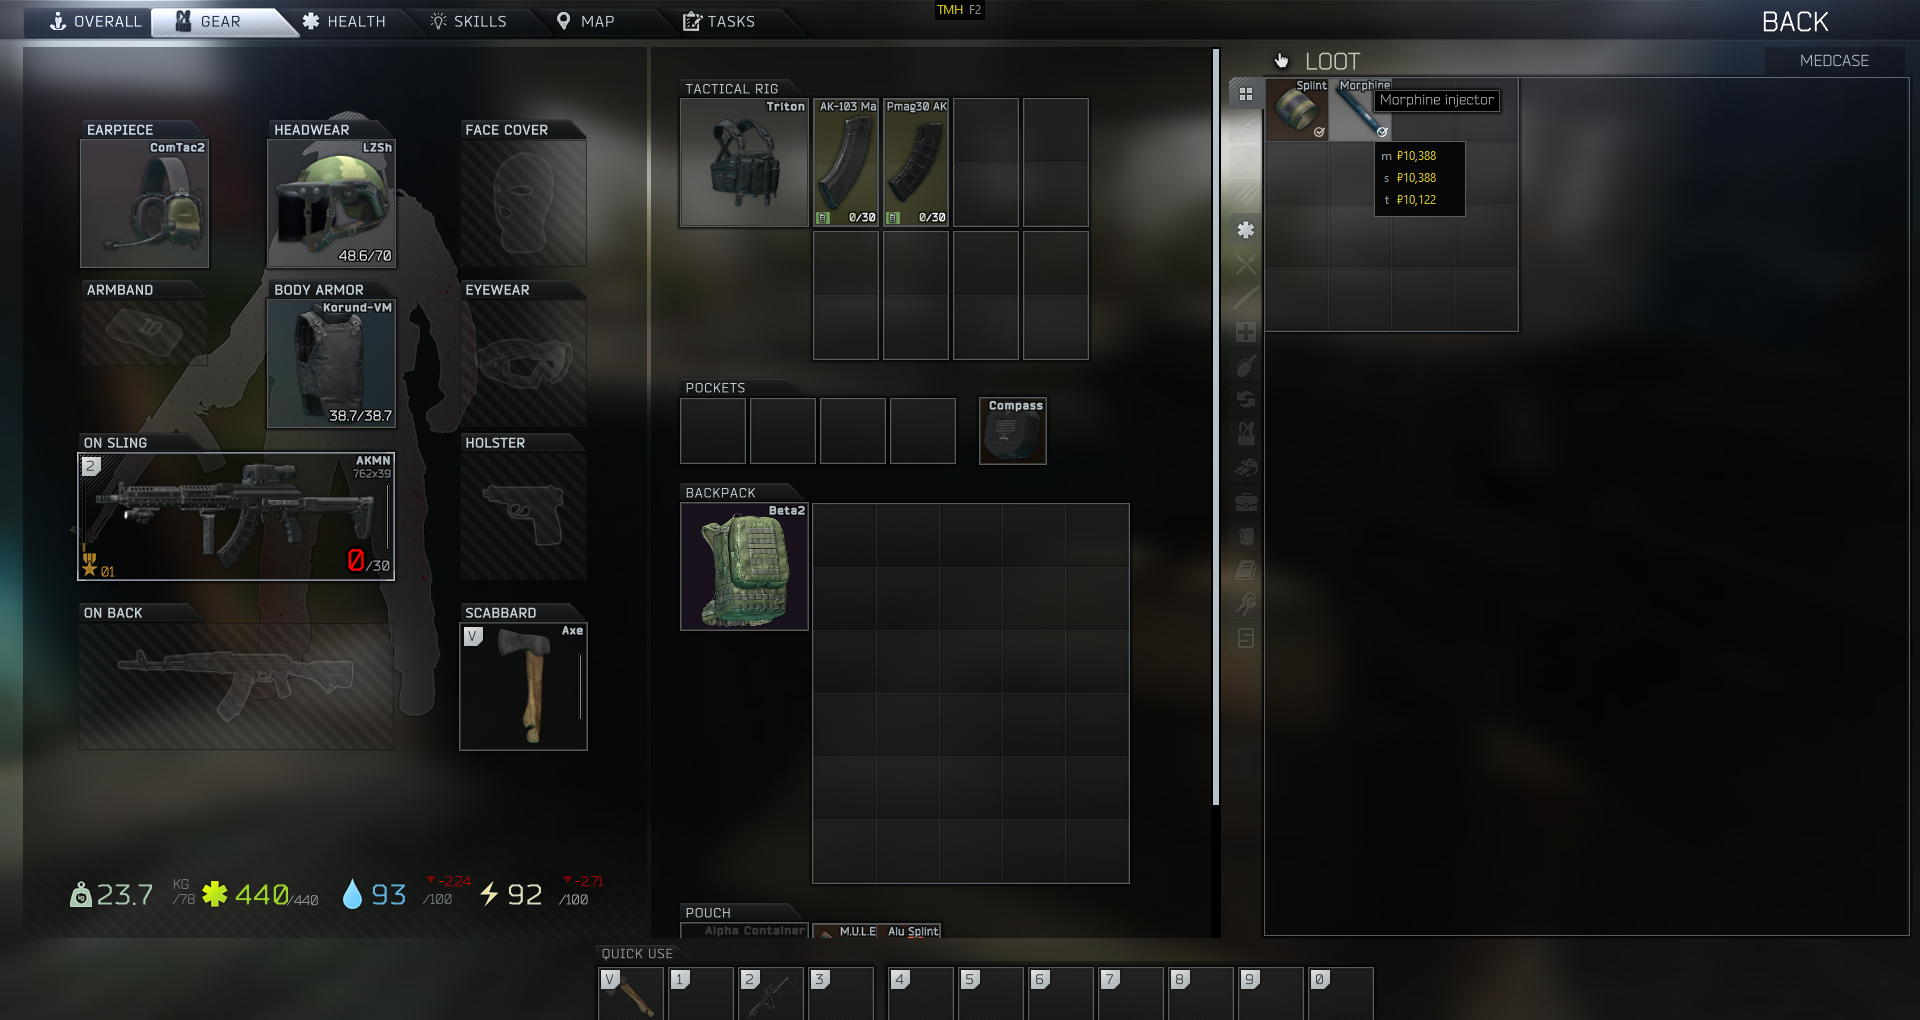 OVERALL
GEAR
HEALTH
SKILLS
MAP
TASKS
TMH F2
BACK
EARPIECE
ComTac2
HEADWEAR
LZSh
48.6/70
FACE COVER
ARMBAND
BODY ARMOR
Korund-VM
38.7/38.7
EYEWEAR
ON SLING
2
AKMN
762x39
01
0/30
HOLSTER
ON BACK
SCABBARD
V
Axe
23.7
KG
/78
440/440
93
-2.24
/100
92
-2.71
/100
TACTICAL RIG
Triton
AK-103 Ma
0/30
Pmag30 AK
0/30
POCKETS
Compass
BACKPACK
Beta2
POUCH
Alpha Container
M.U.L.E
Alu Splint
LOOT
MEDCASE
Splint
Morphine
Morphine injector
m ₽10,388
s ₽10,388
t ₽10,122
QUICK USE
V
1
2
3
4
5
6
7
8
9
0